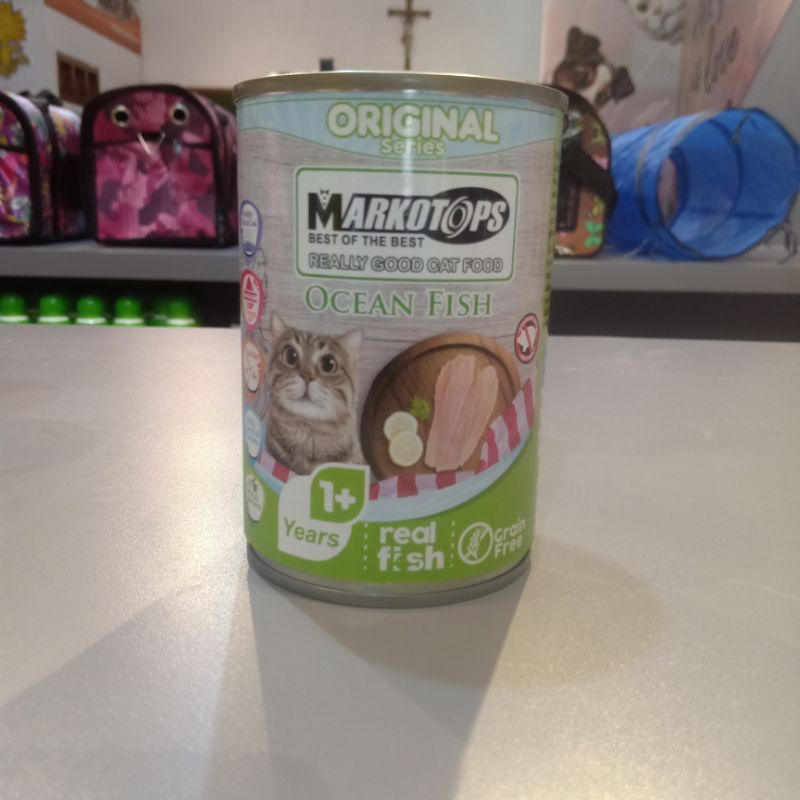 ORIGINAL
Series
MARKOTOPS
BEST OF THE BEST
REALLY GOOD CAT FOOD
OCEAN FISH
1+
Years
real
fish
Grain
Free